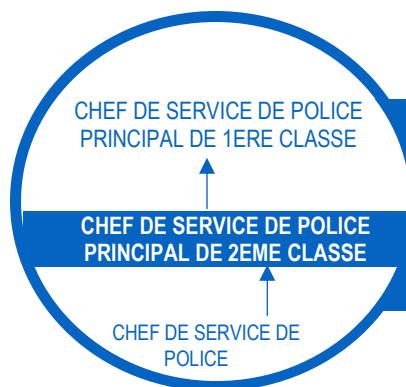 CHEF DE SERVICE DE POLICE
PRINCIPAL DE 1ERE CLASSE
CHEF DE SERVICE DE POLICE
PRINCIPAL DE 2EME CLASSE
CHEF DE SERVICE DE
POLICE